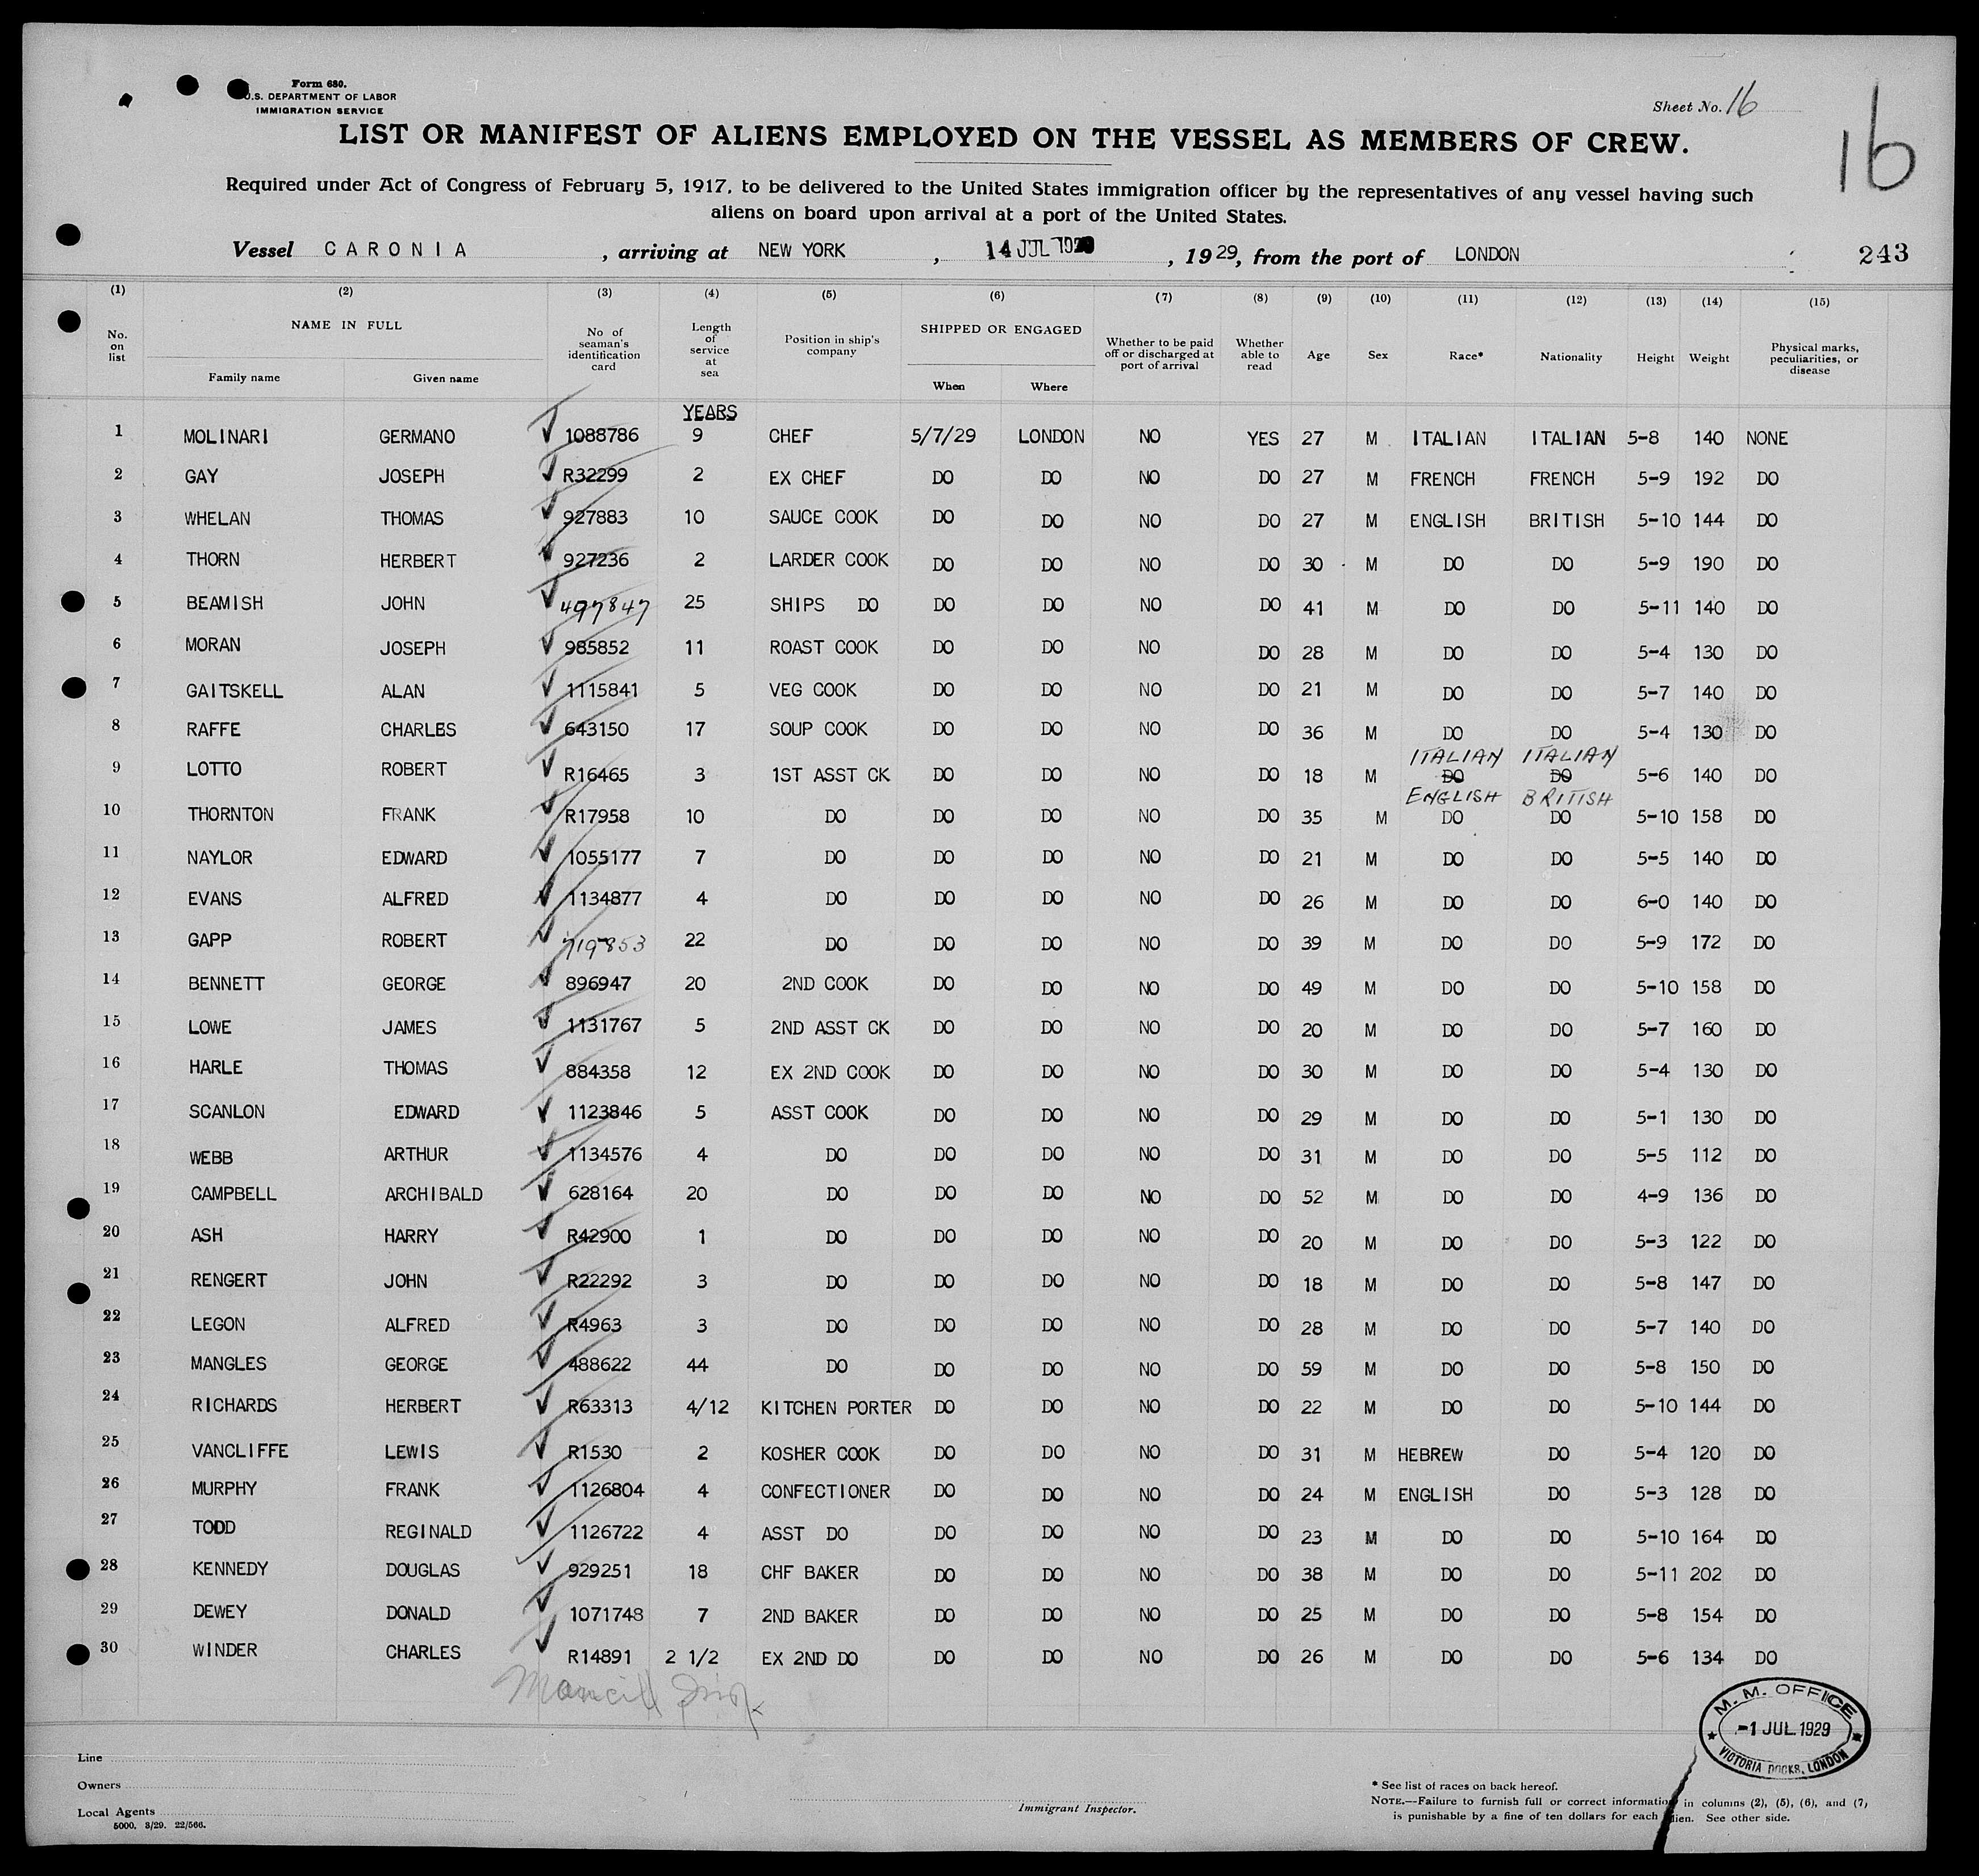 Form 680.
U.S. DEPARTMENT OF LABOR
IMMIGRATION SERVICE
Sheet No. 16
16
LIST OR MANIFEST OF ALIENS EMPLOYED ON THE VESSEL AS MEMBERS OF CREW.
Required under Act of Congress of February 5, 1917, to be delivered to the United States immigration officer by the representatives of any vessel having such
aliens on board upon arrival at a port of the United States.
Vessel CARONIA , arriving at NEW YORK , 14 JUL 1929 , 1929, from the port of LONDON 243
(1) (2) (3) (4) (5) (6) (7) (8) (9) (10) (11) (12) (13) (14) (15)
No. on list NAME IN FULL Family name Given name No of seaman's identification card Length of service at sea Position in ship's company SHIPPED OR ENGAGED When Where Whether to be paid off or discharged at port of arrival Whether able to read Age Sex Race* Nationality Height Weight Physical marks, peculiarities, or disease
YEARS
1 MOLINARI GERMANO 1088786 9 CHEF 5/7/29 LONDON NO YES 27 M ITALIAN ITALIAN 5-8 140 NONE
2 GAY JOSEPH R32299 2 EX CHEF DO DO NO DO 27 M FRENCH FRENCH 5-9 192 DO
3 WHELAN THOMAS 927883 10 SAUCE COOK DO DO NO DO 27 M ENGLISH BRITISH 5-10 144 DO
4 THORN HERBERT 927236 2 LARDER COOK DO DO NO DO 30 M DO DO 5-9 190 DO
5 BEAMISH JOHN 497847 25 SHIPS DO DO DO NO DO 41 M DO DO 5-11 140 DO
6 MORAN JOSEPH 985852 11 ROAST COOK DO DO NO DO 28 M DO DO 5-4 130 DO
7 GAITSKELL ALAN 1115841 5 VEG COOK DO DO NO DO 21 M DO DO 5-7 140 DO
8 RAFFE CHARLES 643150 17 SOUP COOK DO DO NO DO 36 M DO DO 5-4 130 DO
ITALIAN ITALIAN
9 LOTTO ROBERT R16465 3 1ST ASST CK DO DO NO DO 18 M DO DO 5-6 140 DO
ENGLISH BRITISH
10 THORNTON FRANK R17958 10 DO DO DO NO DO 35 M DO DO 5-10 158 DO
11 NAYLOR EDWARD 1055177 7 DO DO DO NO DO 21 M DO DO 5-5 140 DO
12 EVANS ALFRED 1134877 4 DO DO DO NO DO 26 M DO DO 6-0 140 DO
13 GAPP ROBERT 719853 22 DO DO DO NO DO 39 M DO DO 5-9 172 DO
14 BENNETT GEORGE 896947 20 2ND COOK DO DO NO DO 49 M DO DO 5-10 158 DO
15 LOWE JAMES 1131767 5 2ND ASST CK DO DO NO DO 20 M DO DO 5-7 160 DO
16 HARLE THOMAS 884358 12 EX 2ND COOK DO DO NO DO 30 M DO DO 5-4 130 DO
17 SCANLON EDWARD 1123846 5 ASST COOK DO DO NO DO 29 M DO DO 5-1 130 DO
18 WEBB ARTHUR 1134576 4 DO DO DO NO DO 31 M DO DO 5-5 112 DO
19 CAMPBELL ARCHIBALD 628164 20 DO DO DO NO DO 52 M DO DO 4-9 136 DO
20 ASH HARRY R42900 1 DO DO DO NO DO 20 M DO DO 5-3 122 DO
21 RENGERT JOHN R22292 3 DO DO DO NO DO 18 M DO DO 5-8 147 DO
22 LEGON ALFRED R4963 3 DO DO DO NO DO 28 M DO DO 5-7 140 DO
23 MANGLES GEORGE 488622 44 DO DO DO NO DO 59 M DO DO 5-8 150 DO
24 RICHARDS HERBERT R63313 4/12 KITCHEN PORTER DO DO NO DO 22 M DO DO 5-10 144 DO
25 VANCLIFFE LEWIS R1530 2 KOSHER COOK DO DO NO DO 31 M HEBREW DO 5-4 120 DO
26 MURPHY FRANK 1126804 4 CONFECTIONER DO DO NO DO 24 M ENGLISH DO 5-3 128 DO
27 TODD REGINALD 1126722 4 ASST DO DO DO NO DO 23 M DO DO 5-10 164 DO
28 KENNEDY DOUGLAS 929251 18 CHF BAKER DO DO NO DO 38 M DO DO 5-11 202 DO
29 DEWEY DONALD 1071748 7 2ND BAKER DO DO NO DO 25 M DO DO 5-8 154 DO
30 WINDER CHARLES R14891 2 1/2 EX 2ND DO DO DO NO DO 26 M DO DO 5-6 134 DO
M. M. OFFICE
-1 JUL 1929
VICTORIA DOCKS, LONDON
Line
Owners
Local Agents
5000. 3/29. 22/566.
Immigrant Inspector.
* See list of races on back hereof.
NOTE.—Failure to furnish full or correct information in columns (2), (5), (6), and (7)
is punishable by a fine of ten dollars for each alien. See other side.